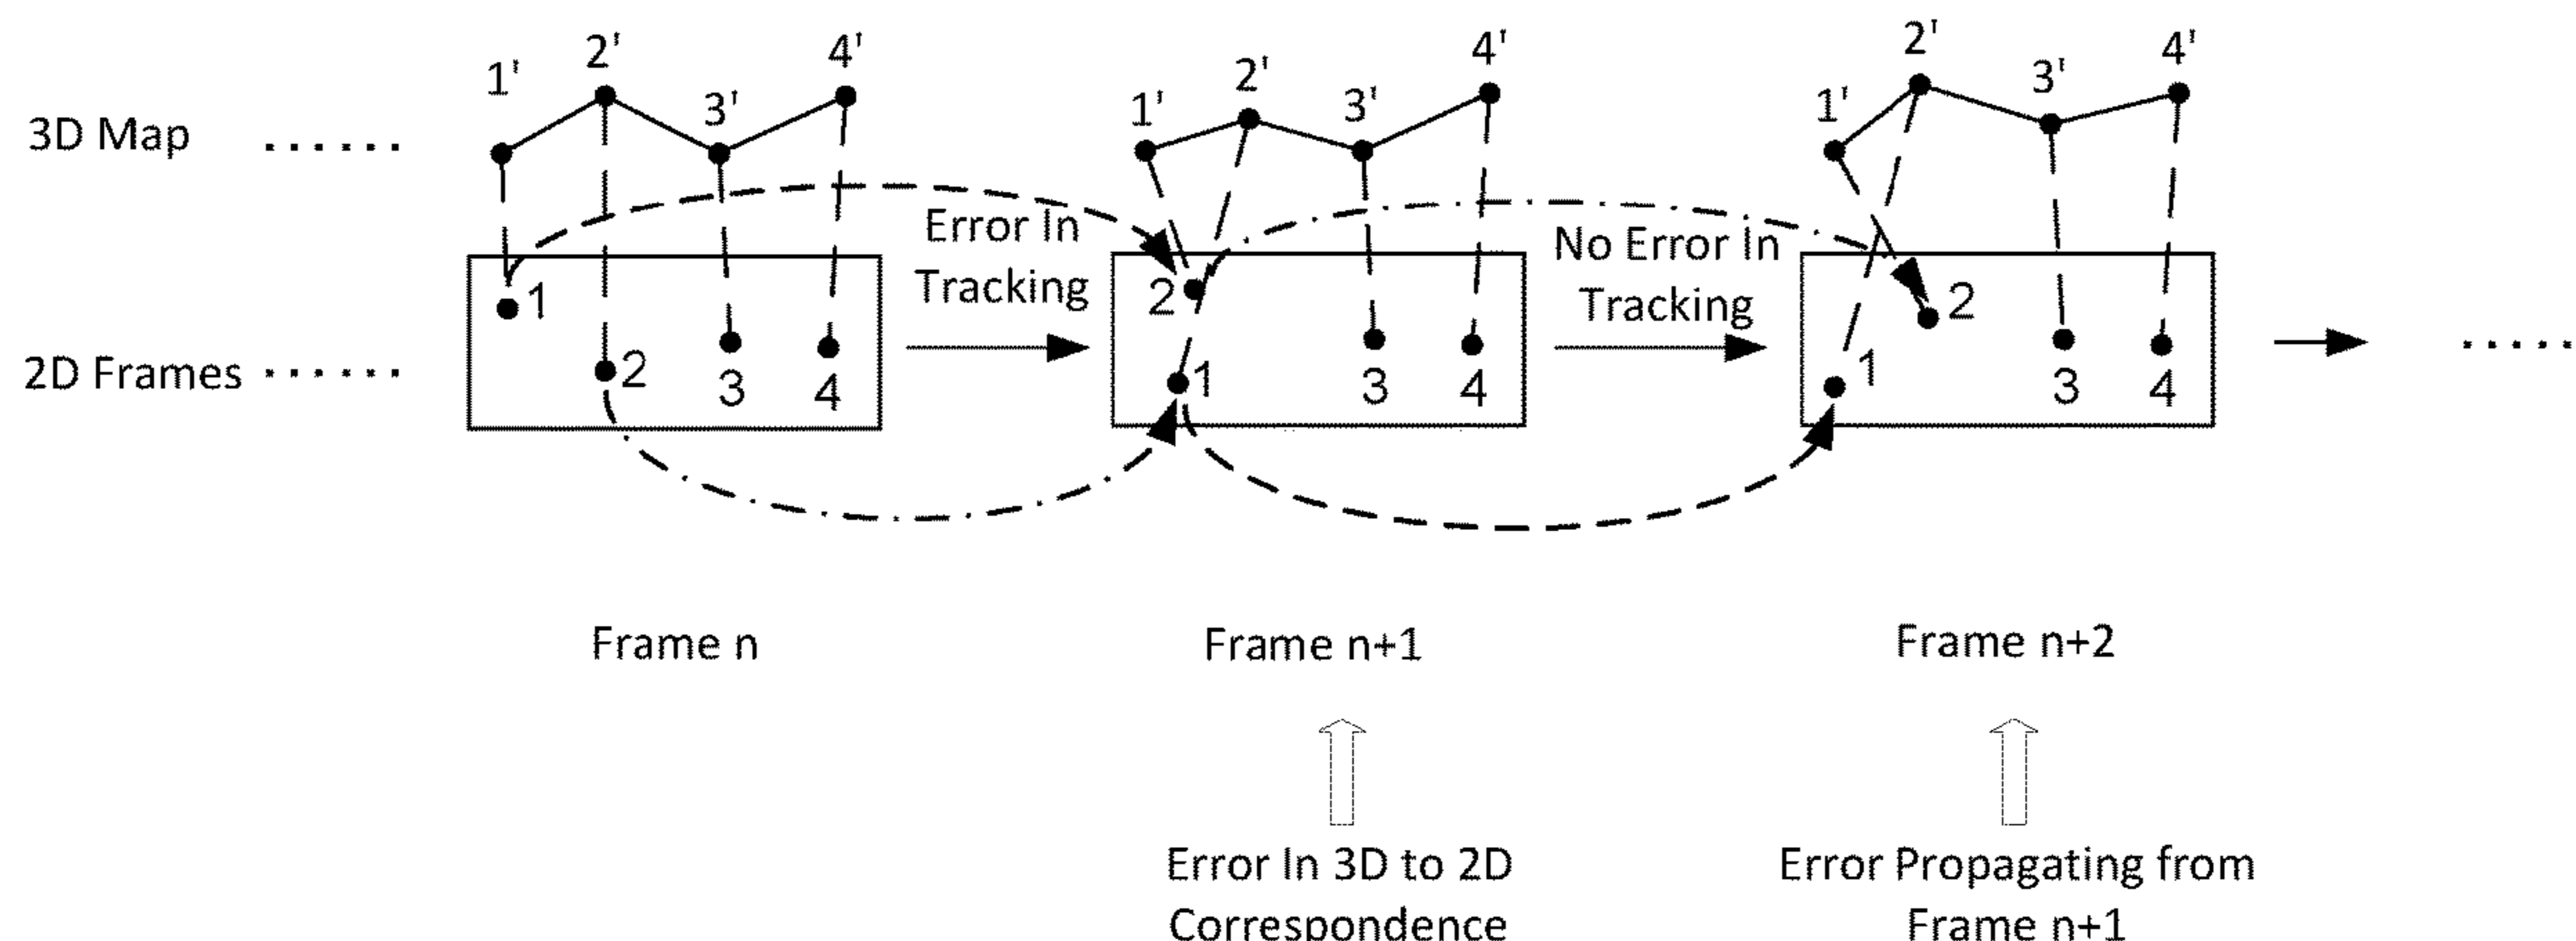 1' 2' 3' 4' 1' 2' 3' 4' 1' 2' 3' 4'
3D Map ......
Error In
Tracking
No Error In
Tracking
1 2 3 4
2 1 3 4
2 1 3 4
2D Frames ...... .....
Frame n Frame n+1 Frame n+2
Error In 3D to 2D
Correspondence
Error Propagating from
Frame n+1